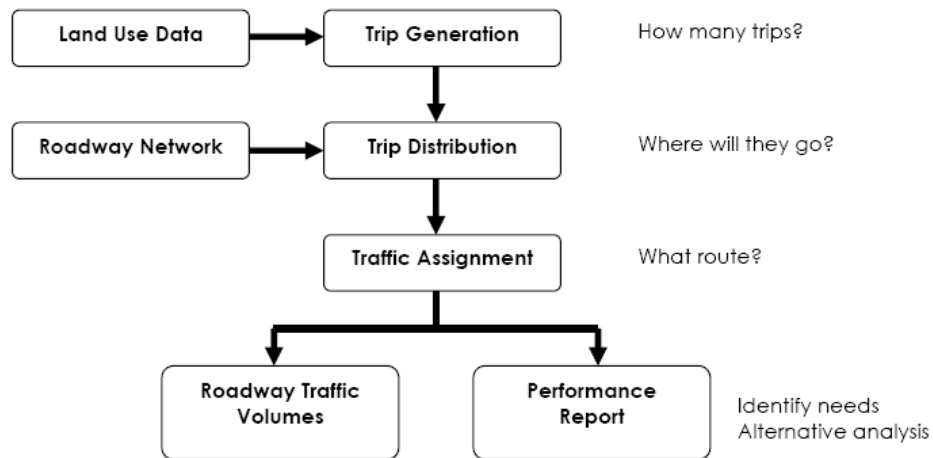 Land Use Data
Trip Generation
How many trips?
Roadway Network
Trip Distribution
Where will they go?
Traffic Assignment
What route?
Roadway Traffic
Volumes
Performance
Report
Identify needs
Alternative analysis